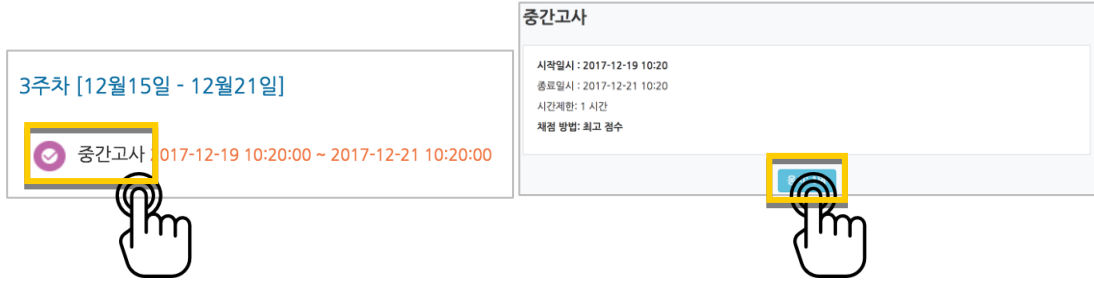 3주차 [12월15일 - 12월21일]
중간고사 2017-12-19 10:20:00 ~ 2017-12-21 10:20:00
중간고사
시작일시 : 2017-12-19 10:20
종료일시 : 2017-12-21 10:20
시간제한: 1 시간
채점 방법: 최고 점수